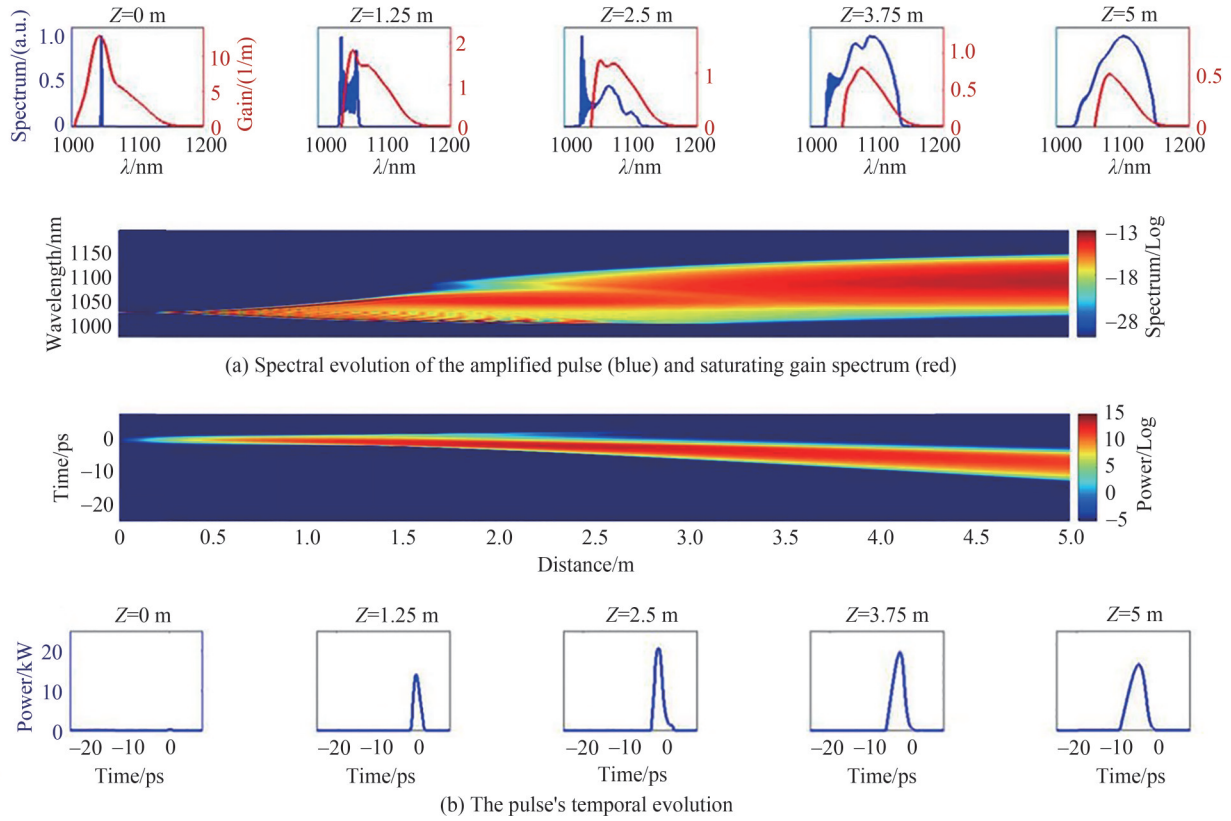 Z=0 m
Z=1.25 m
Z=2.5 m
Z=3.75 m
Z=5 m
Spectrum/(a.u.)
1.0
0.5
0
10
5
0
Gain/(1/m)
2
1
0
1
0
1.0
0.5
0
0.5
0
1000 1100 1200
1000 1100 1200
1000 1100 1200
1000 1100 1200
1000 1100 1200
λ/nm
λ/nm
λ/nm
λ/nm
λ/nm
Wavelength/nm
1150
1100
1050
1000
–13
–18
–28
Spectrum/Log
(a) Spectral evolution of the amplified pulse (blue) and saturating gain spectrum (red)
Time/ps
0
–10
–20
15
10
5
0
–5
Power/Log
0 0.5 1.0 1.5 2.0 2.5 3.0 3.5 4.0 4.5 5.0
Distance/m
Z=0 m
Z=1.25 m
Z=2.5 m
Z=3.75 m
Z=5 m
Power/kW
20
10
0
–20 –10 0
–20 –10 0
–20 –10 0
–20 –10 0
–20 –10 0
Time/ps
Time/ps
Time/ps
Time/ps
Time/ps
(b) The pulse's temporal evolution